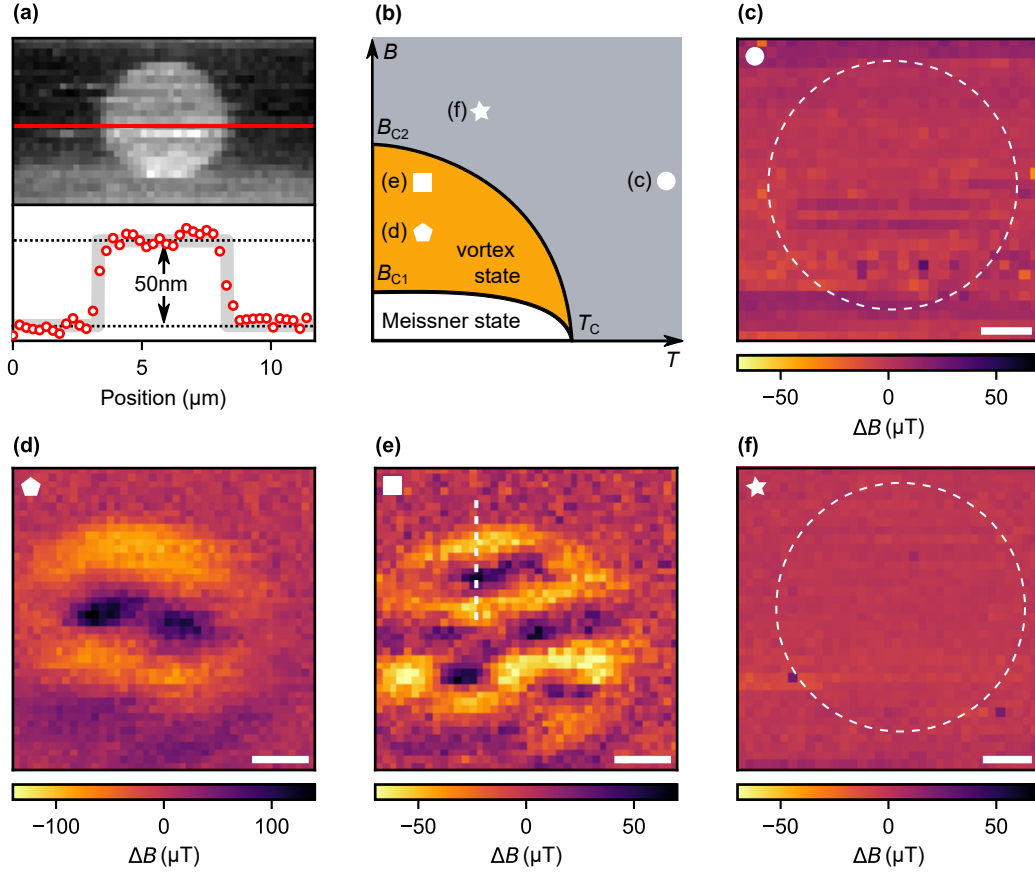 (a)
50nm
0 5 10
Position (µm)
(b)
B
(f)
B_C2
(e)
(c)
(d)
vortex
state
B_C1
Meissner state
T_C
T
(c)
−50 0 50
ΔB (µT)
(d)
−100 0 100
ΔB (µT)
(e)
−50 0 50
ΔB (µT)
(f)
−50 0 50
ΔB (µT)